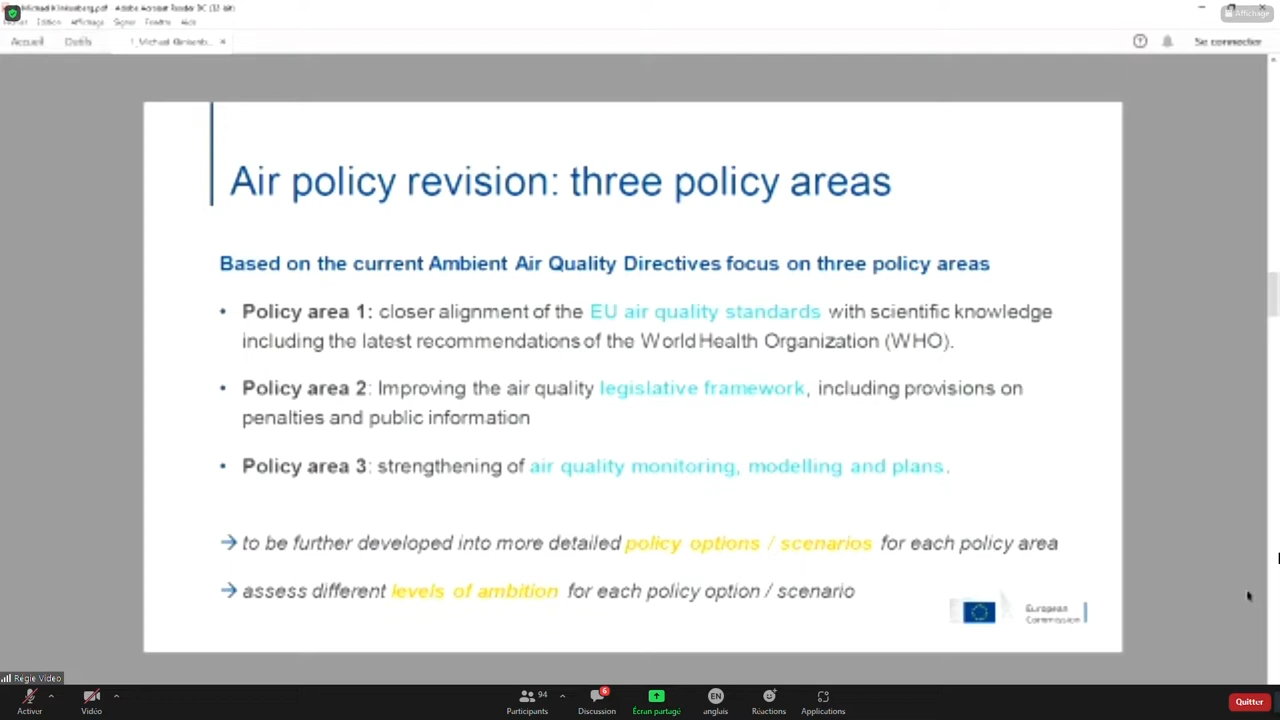 Affichage
Accueil
Outils
Se connecter
Air policy revision: three policy areas
Based on the current Ambient Air Quality Directives focus on three policy areas
• Policy area 1: closer alignment of the EU air quality standards with scientific knowledge
including the latest recommendations of the World Health Organization (WHO).
• Policy area 2: Improving the air quality legislative framework, including provisions on
penalties and public information
• Policy area 3: strengthening of air quality monitoring, modelling and plans.
→ to be further developed into more detailed policy options / scenarios for each policy area
→ assess different levels of ambition for each policy option / scenario
European
Commission
Régie Vidéo
94
6
EN
Activer
Vidéo
Participants
Discussion
Écran partagé
anglais
Réactions
Applications
Quitter